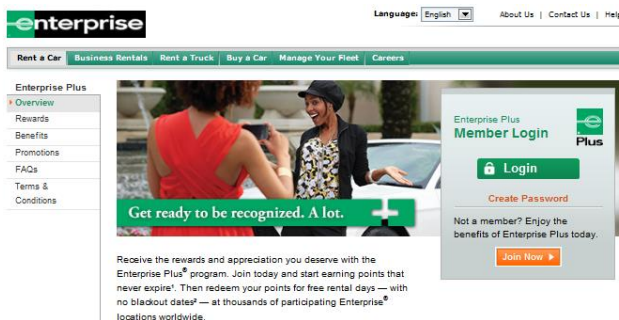 enterprise
Language: English About Us | Contact Us | Help
Rent a Car Business Rentals Rent a Truck Buy a Car Manage Your Fleet Careers
Enterprise Plus
Overview
Rewards
Benefits
Promotions
FAQs
Terms &
Conditions
Get ready to be recognized. A lot.
Enterprise Plus
Member Login
e
Plus
Login
Create Password
Not a member? Enjoy the
benefits of Enterprise Plus today.
Join Now
Receive the rewards and appreciation you deserve with the
Enterprise Plus® program. Join today and start earning points that
never expire¹. Then redeem your points for free rental days — with
no blackout dates² — at thousands of participating Enterprise®
locations worldwide.